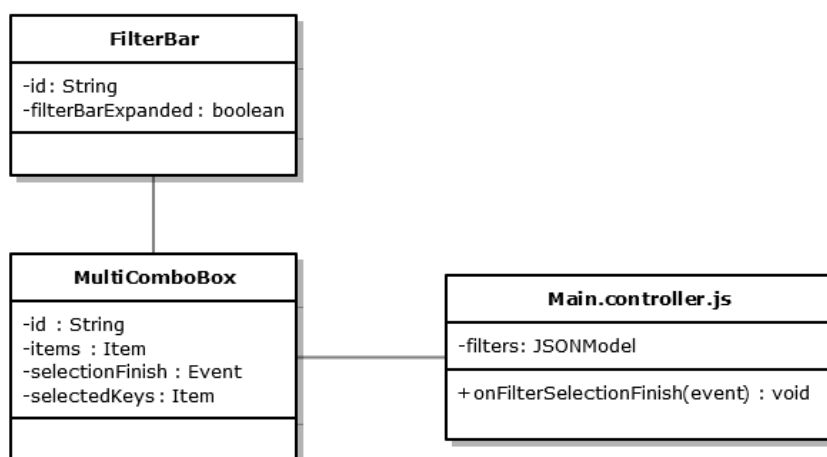 FilterBar
-id: String
-filterBarExpanded: boolean
MultiComboBox
-id : String
-items : Item
-selectionFinish : Event
-selectedKeys: Item
Main.controller.js
-filters: JSONModel
+onFilterSelectionFinish(event) : void